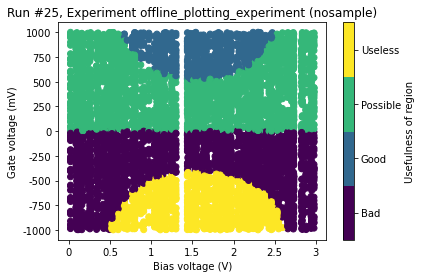 Run #25, Experiment offline_plotting_experiment (nosample)
1000
750
500
250
0
-250
-500
-750
-1000
Gate voltage (mV)
0
0.5
1
1.5
2
2.5
3
Bias voltage (V)
Useless
Possible
Good
Bad
Usefulness of region